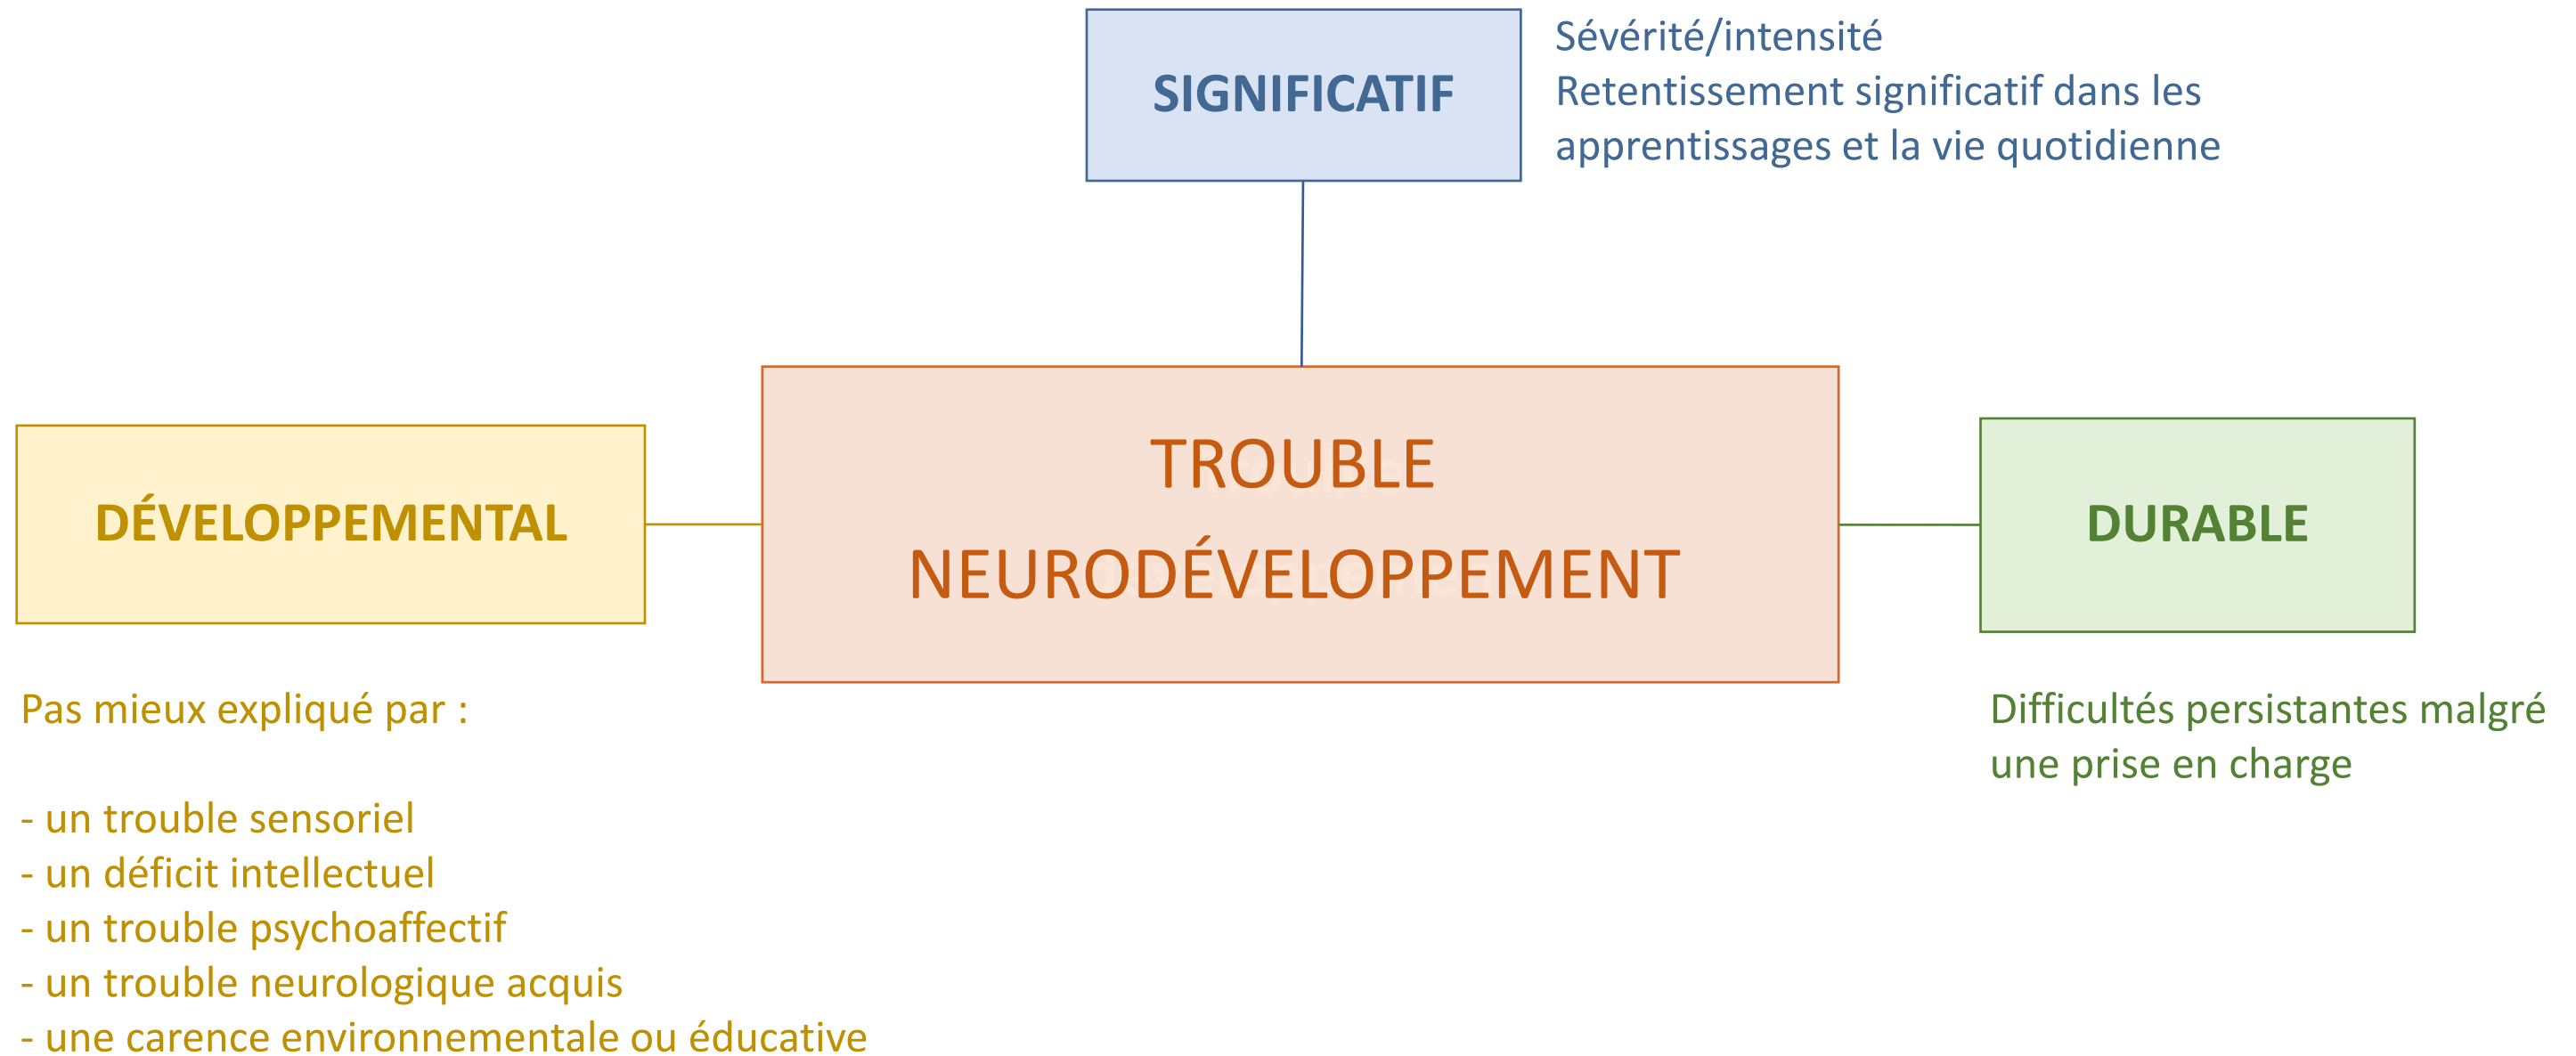 SIGNIFICATIF
Sévérité/intensité
Retentissement significatif dans les
apprentissages et la vie quotidienne
TROUBLE
NEURODÉVELOPPEMENT
DÉVELOPPEMENTAL
DURABLE
Pas mieux expliqué par :
- un trouble sensoriel
- un déficit intellectuel
- un trouble psychoaffectif
- un trouble neurologique acquis
- une carence environnementale ou éducative
Difficultés persistantes malgré
une prise en charge